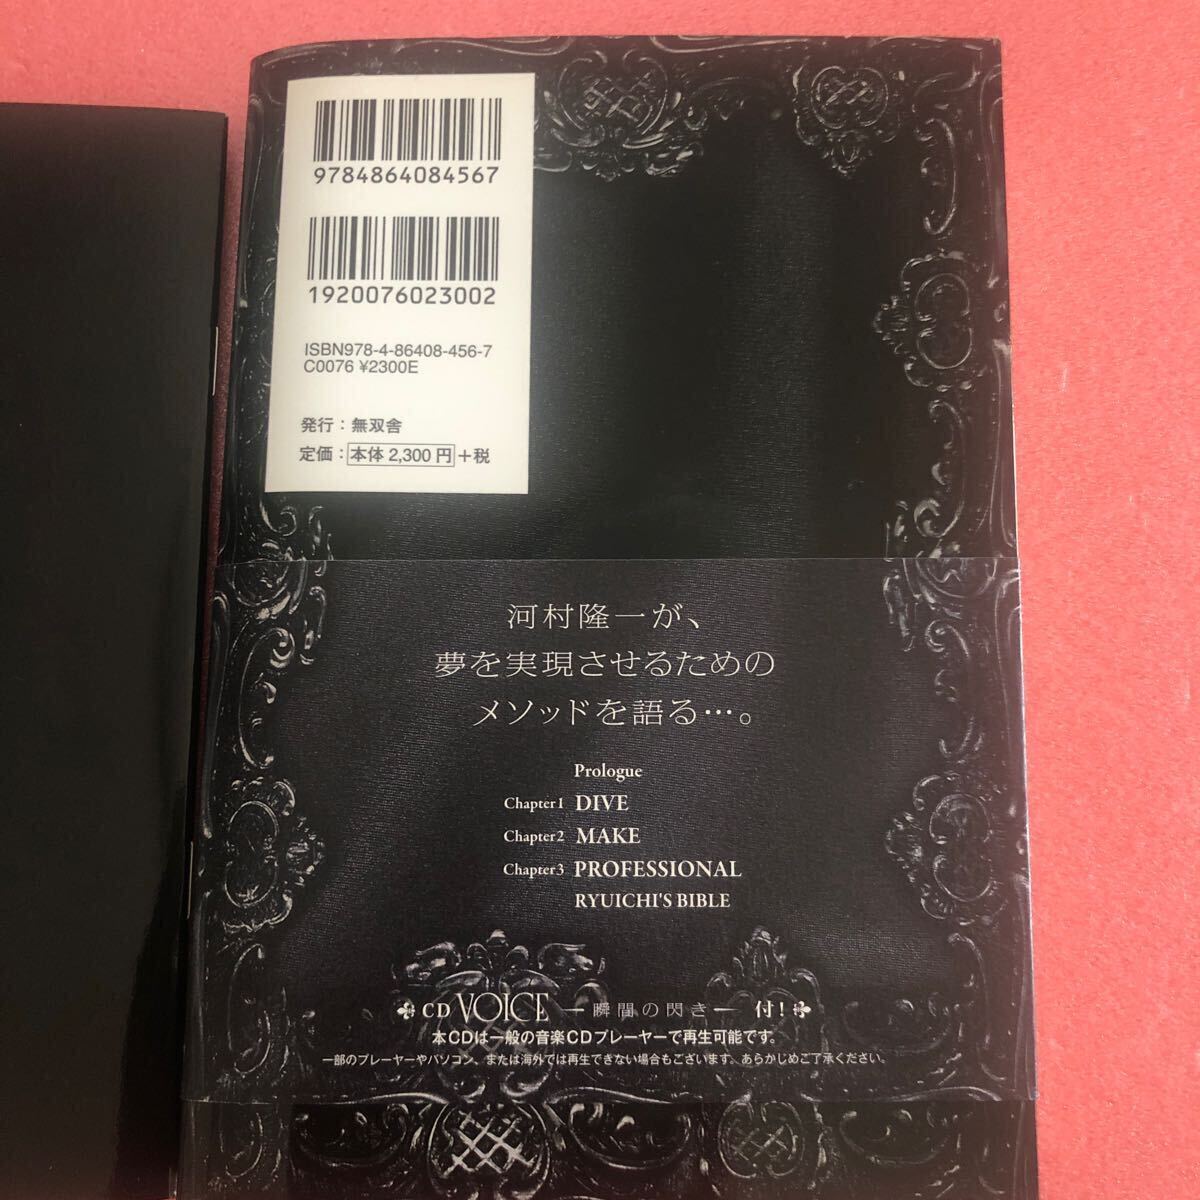 9784864084567
1920076023002
ISBN978-4-86408-456-7
C0076 ¥2300E
発行：無双舎
定価：本体2,300円+税
河村隆一が、
夢を実現させるための
メソッドを語る…。
Prologue
Chapter1 DIVE
Chapter2 MAKE
Chapter3 PROFESSIONAL
RYUICHI'S BIBLE
CD VOICE ー瞬間の閃きー 付！
本CDは一般の音楽CDプレーヤーで再生可能です。
一部のプレーヤーやパソコン、または海外では再生できない場合もございます。あらかじめご了承ください。